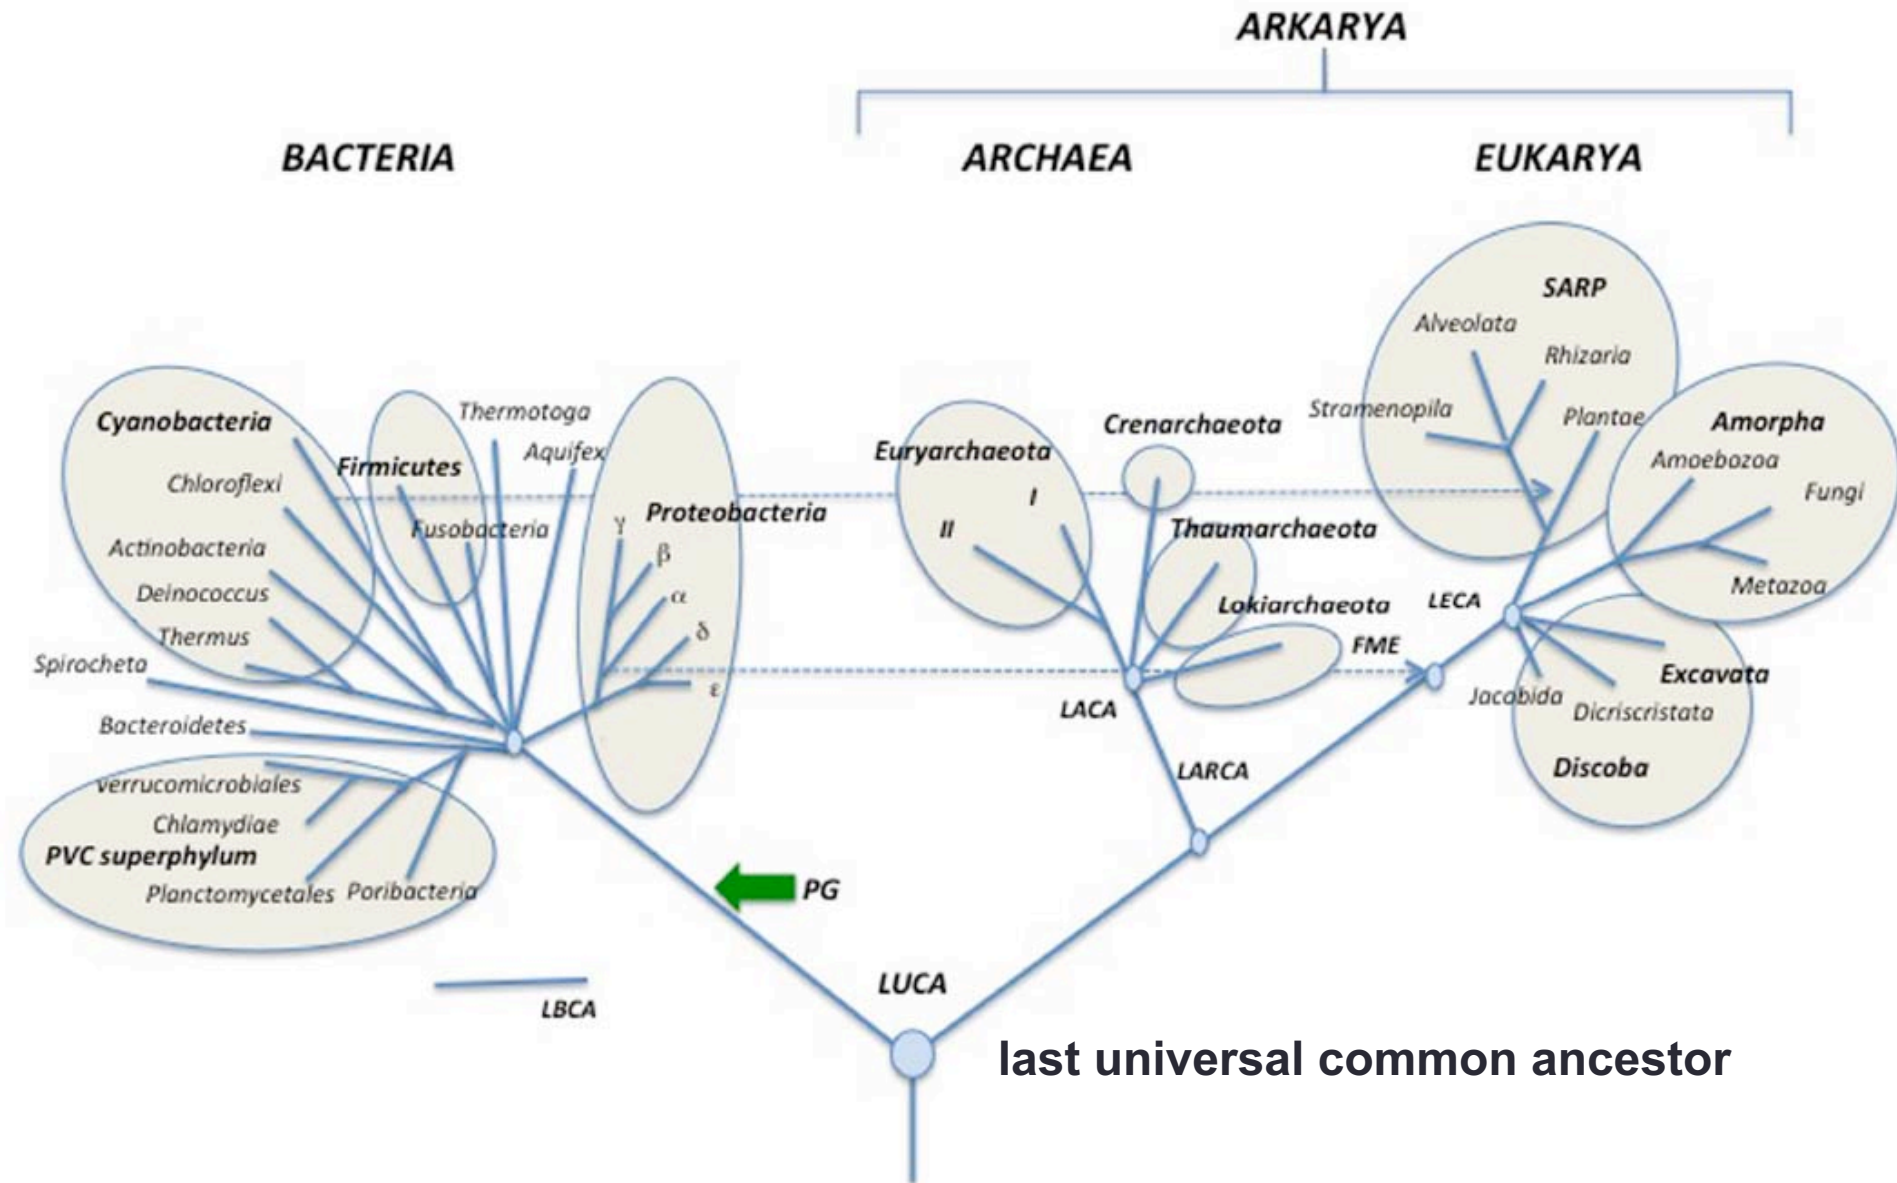 ARKARYA
BACTERIA
ARCHAEA
EUKARYA
Cyanobacteria
Chloroflexi
Actinobacteria
Deinococcus
Thermus
Spirocheta
Bacteroidetes
verrucomicrobiales
Chlamydiae
PVC superphylum
Planctomycetales
Poribacteria
Firmicutes
Fusobacteria
Thermotoga
Aquifex
Proteobacteria
γ
β
α
δ
ε
Euryarchaeota
I
II
Crenarchaeota
Thaumarchaeota
Lokiarchaeota
LACA
LARCA
FME
LECA
SARP
Alveolata
Rhizaria
Stramenopila
Plantae
Amorpha
Amoebozoa
Fungi
Metazoa
Excavata
Jacobida
Dicriscristata
Discoba
PG
LBCA
LUCA
last universal common ancestor